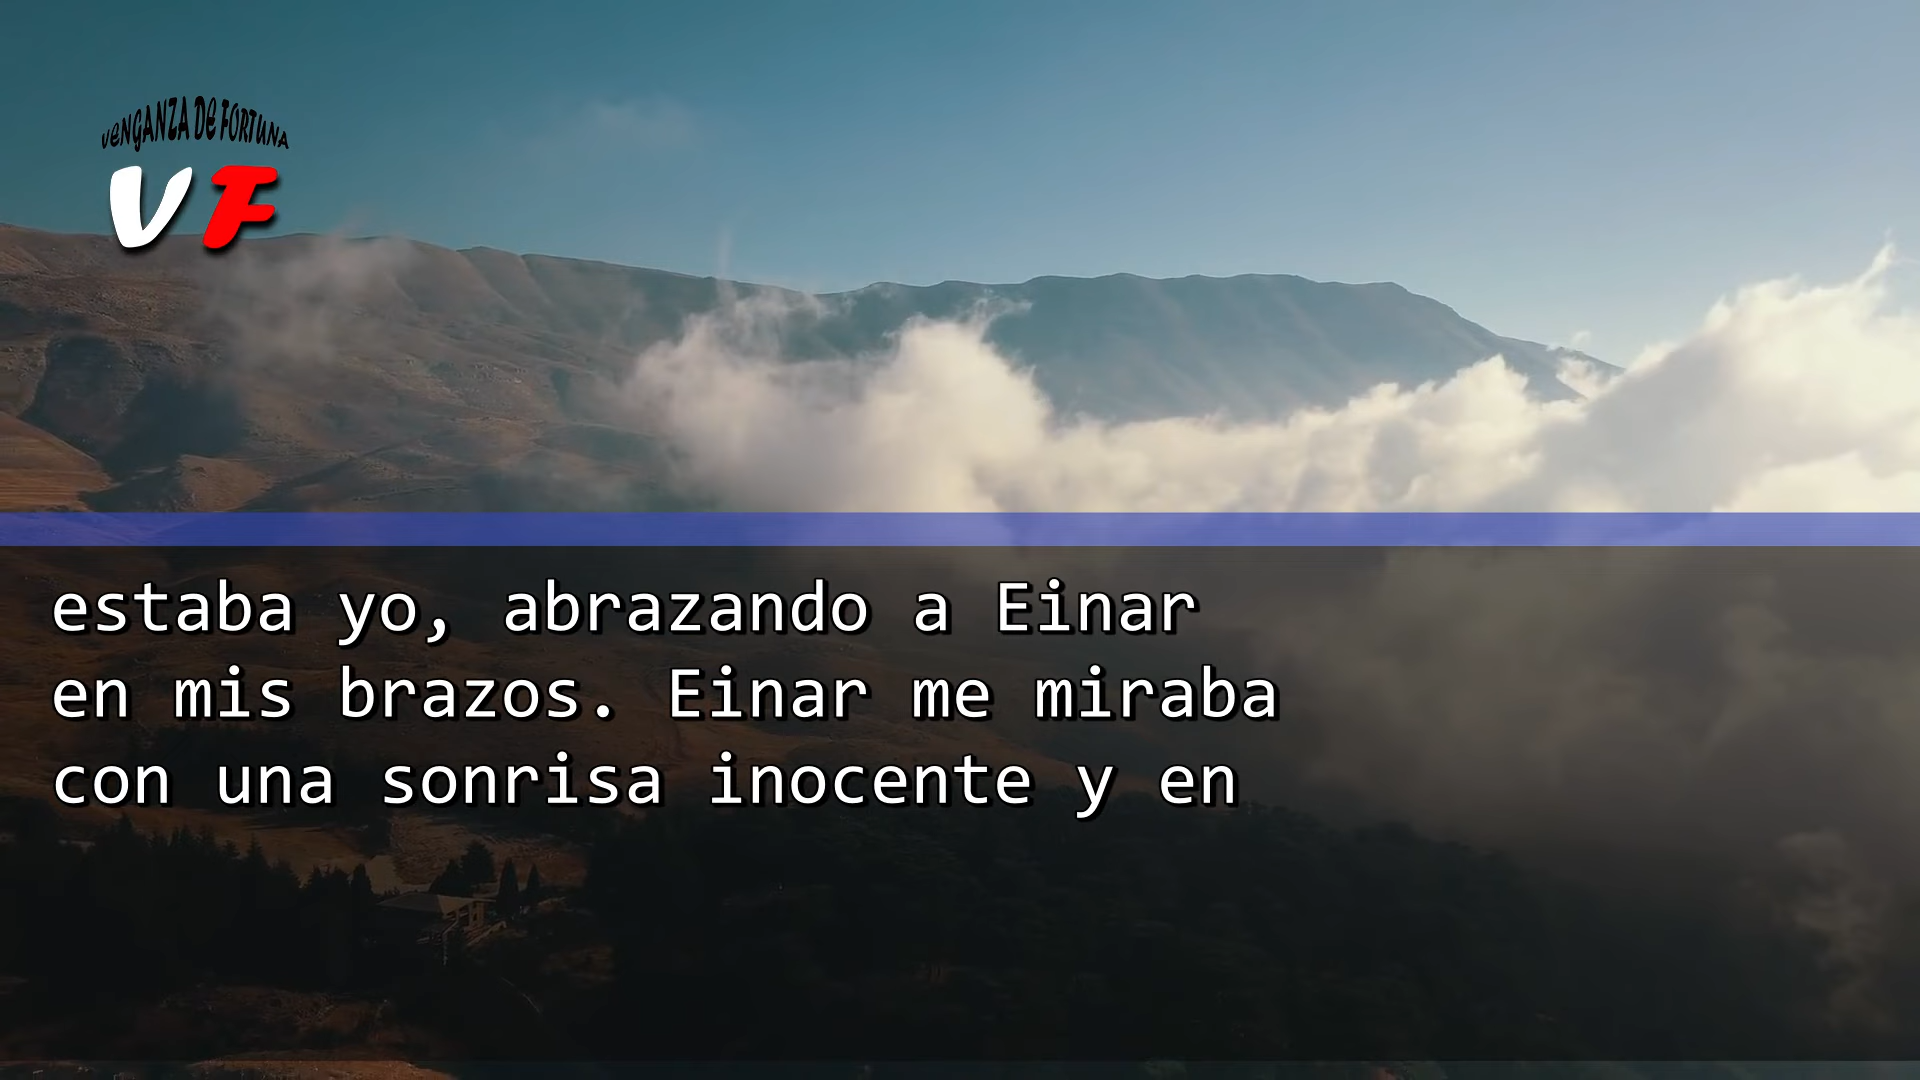 VENGANZA DE FORTUNA
VF
estaba yo, abrazando a Einar
en mis brazos. Einar me miraba
con una sonrisa inocente y en